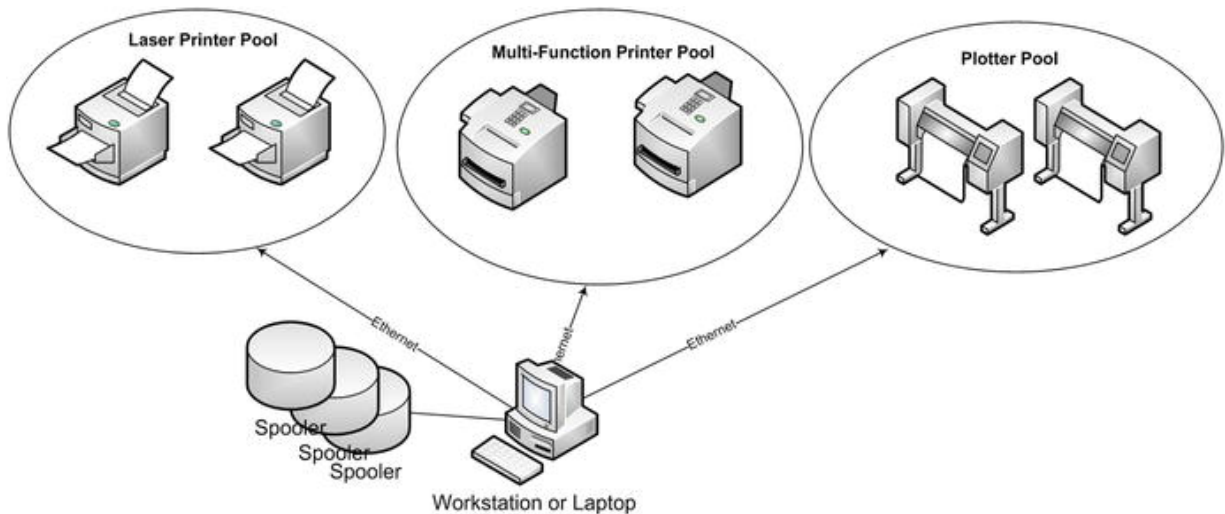 Laser Printer Pool
Multi-Function Printer Pool
Plotter Pool
Ethernet
Ethernet
Spooler
Spooler
Spooler
Workstation or Laptop